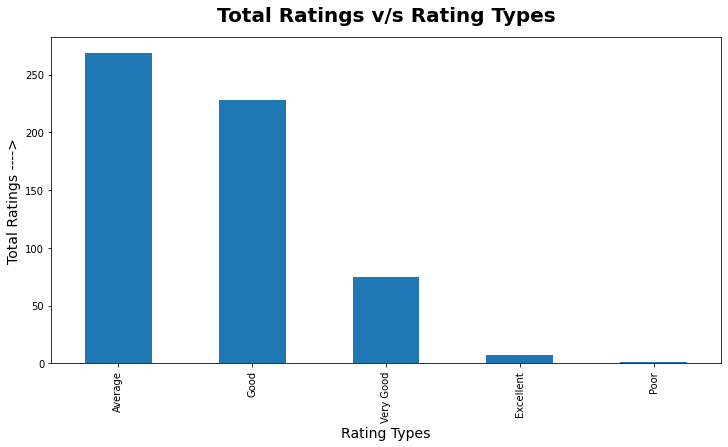 Total Ratings v/s Rating Types
Total Ratings ---->
250
200
150
100
50
0
Average
Good
Very Good
Excellent
Poor
Rating Types